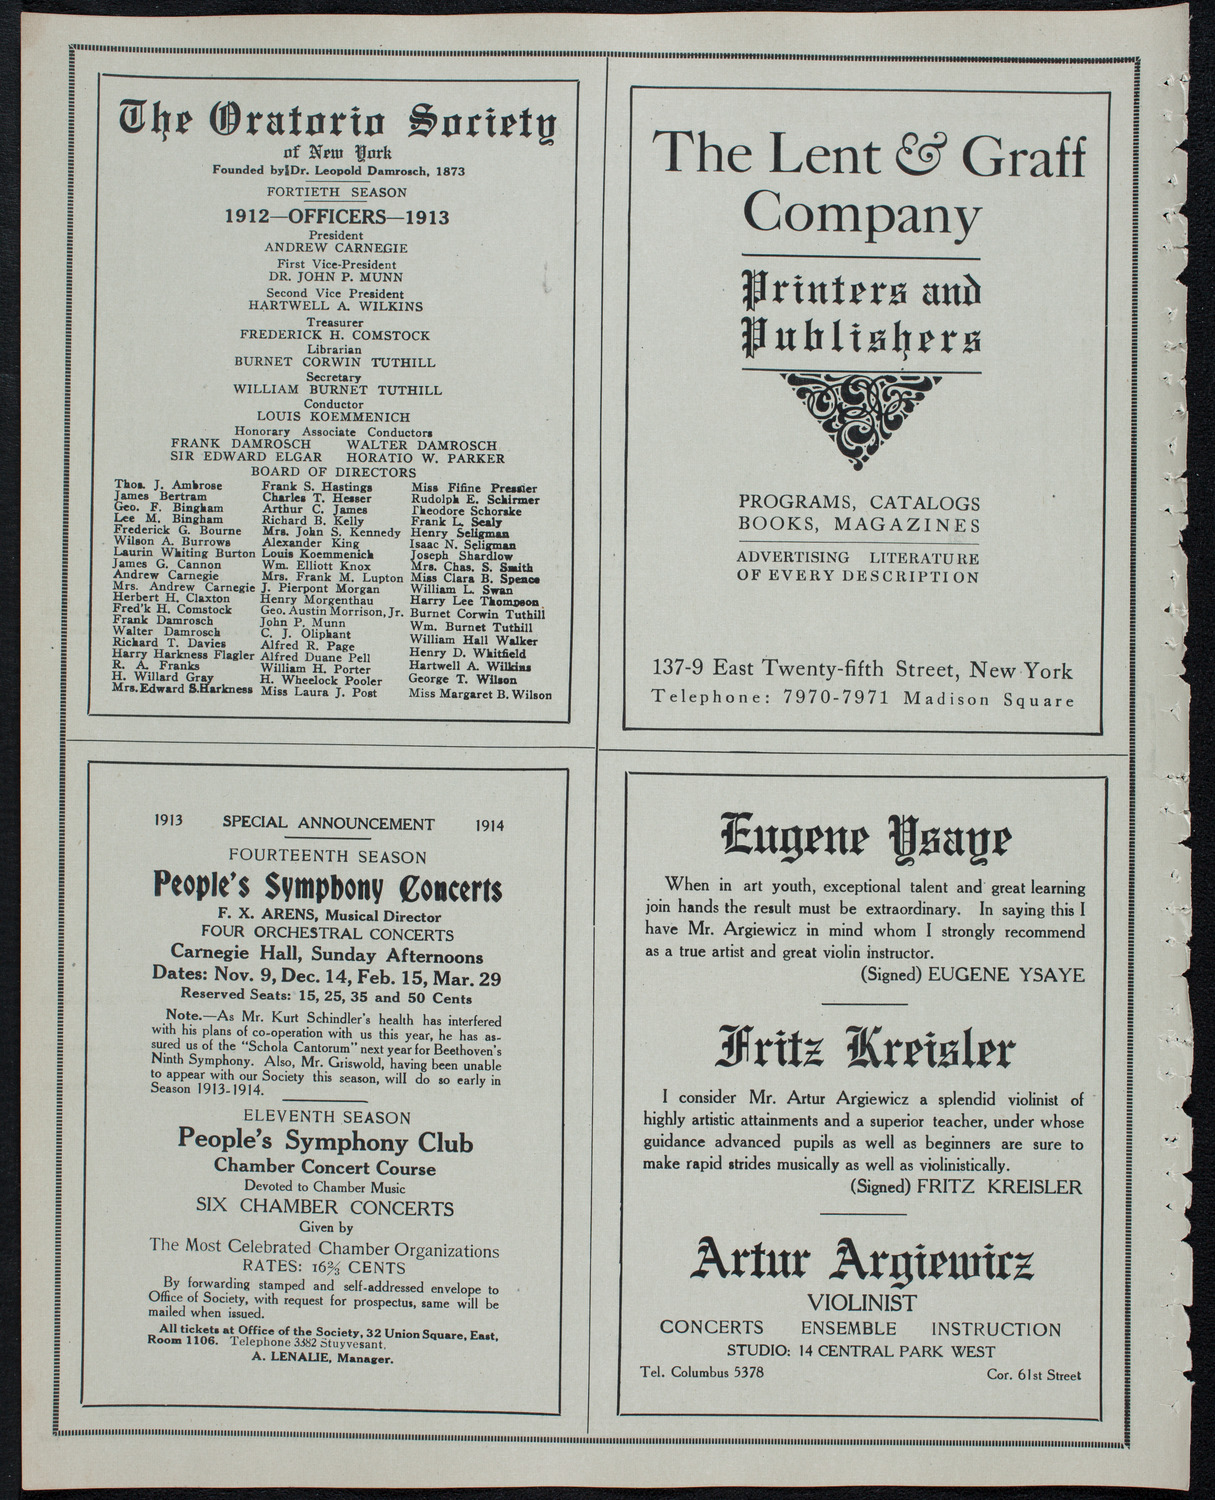 The Oratorio Society
of New York
Founded by Dr. Leopold Damrosch, 1873
FORTIETH SEASON
1912—OFFICERS—1913
President
ANDREW CARNEGIE
First Vice-President
DR. JOHN P. MUNN
Second Vice President
HARTWELL A. WILKINS
Treasurer
FREDERICK H. COMSTOCK
Librarian
BURNET CORWIN TUTHILL
Secretary
WILLIAM BURNET TUTHILL
Conductor
LOUIS KOEMMENICH
Honorary Associate Conductors
FRANK DAMROSCH WALTER DAMROSCH
SIR EDWARD ELGAR HORATIO W. PARKER
BOARD OF DIRECTORS
Thos. J. Ambrose
James Bertram
Geo. F. Bingham
Lee M. Bingham
Frederick G. Bourne
Wilson A. Burrows
Laurin Whiting Burton
James G. Cannon
Andrew Carnegie
Mrs. Andrew Carnegie
Herbert H. Claxton
Fred'k H. Comstock
Frank Damrosch
Walter Damrosch
Richard T. Davies
Harry Harkness Flagler
R. A. Franks
H. Willard Gray
Mrs. Edward S. Harkness
Frank S. Hastings
Charles T. Hesser
Arthur C. James
Richard B. Kelly
Mrs. John S. Kennedy
Alexander King
Louis Koemmenich
Wm. Elliott Knox
Mrs. Frank M. Lupton
J. Pierpont Morgan
Henry Morgenthau
Geo. Austin Morrison, Jr.
John P. Munn
C. J. Oliphant
Alfred R. Page
Alfred Duane Pell
William H. Porter
H. Wheelock Pooler
Miss Laura J. Post
Miss Fifine Pressler
Rudolph E. Schirmer
Theodore Schorske
Frank L. Sealy
Henry Seligman
Isaac N. Seligman
Joseph Shardlow
Mrs. Chas. S. Smith
Miss Clara B. Spence
William L. Swan
Harry Lee Thompson
Burnet Corwin Tuthill
Wm. Burnet Tuthill
William Hall Walker
Henry D. Whitfield
Hartwell A. Wilkins
George T. Wilson
Miss Margaret B. Wilson
The Lent & Graff
Company
Printers and
Publishers
PROGRAMS, CATALOGS
BOOKS, MAGAZINES
ADVERTISING LITERATURE
OF EVERY DESCRIPTION
137-9 East Twenty-fifth Street, New York
Telephone: 7970-7971 Madison Square
1913 SPECIAL ANNOUNCEMENT 1914
FOURTEENTH SEASON
People's Symphony Concerts
F. X. ARENS, Musical Director
FOUR ORCHESTRAL CONCERTS
Carnegie Hall, Sunday Afternoons
Dates: Nov. 9, Dec. 14, Feb. 15, Mar. 29
Reserved Seats: 15, 25, 35 and 50 Cents
Note.—As Mr. Kurt Schindler's health has interfered
with his plans of co-operation with us this year, he has as-
sured us of the "Schola Cantorum" next year for Beethoven's
Ninth Symphony. Also, Mr. Griswold, having been unable
to appear with our Society this season, will do so early in
Season 1913-1914.
ELEVENTH SEASON
People's Symphony Club
Chamber Concert Course
Devoted to Chamber Music
SIX CHAMBER CONCERTS
Given by
The Most Celebrated Chamber Organizations
RATES: 16⅔ CENTS
By forwarding stamped and self-addressed envelope to
Office of Society, with request for prospectus, same will be
mailed when issued.
All tickets at Office of the Society, 32 Union Square, East,
Room 1106. Telephone 3382 Stuyvesant.
A. LENALIE, Manager.
Eugene Ysaye
When in art youth, exceptional talent and great learning
join hands the result must be extraordinary. In saying this I
have Mr. Argiewicz in mind whom I strongly recommend
as a true artist and great violin instructor.
(Signed) EUGENE YSAYE
Fritz Kreisler
I consider Mr. Artur Argiewicz a splendid violinist of
highly artistic attainments and a superior teacher, under whose
guidance advanced pupils as well as beginners are sure to
make rapid strides musically as well as violinistically.
(Signed) FRITZ KREISLER
Artur Argiewicz
VIOLINIST
CONCERTS ENSEMBLE INSTRUCTION
STUDIO: 14 CENTRAL PARK WEST
Tel. Columbus 5378 Cor. 61st Street